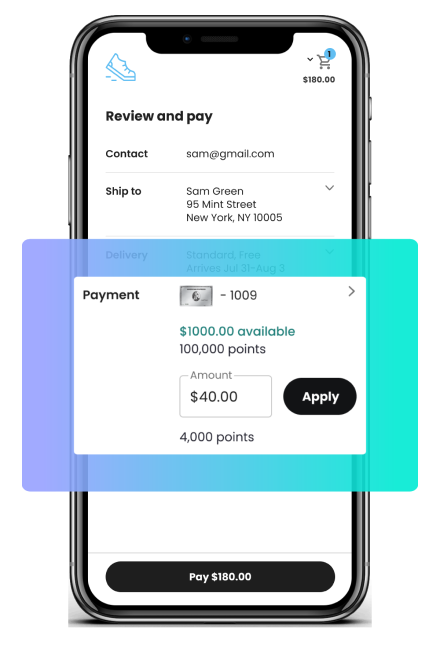 1
$180.00
Review and pay
Contact sam@gmail.com
Ship to Sam Green
95 Mint Street
New York, NY 10005
Delivery Standard, Free
Arrives Jul 31-Aug 3
Payment - 1009
$1000.00 available
100,000 points
Amount
$40.00
Apply
4,000 points
Pay $180.00